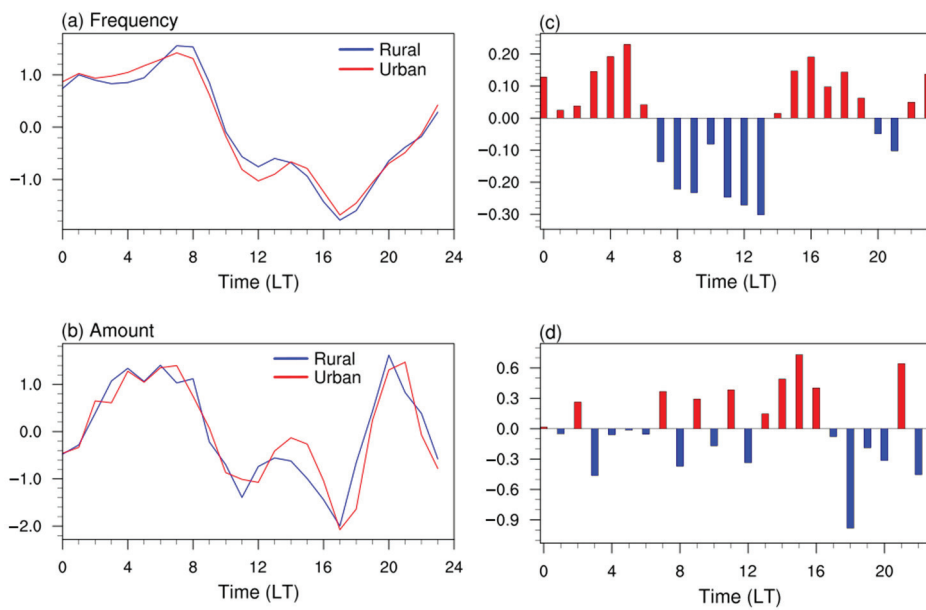 (a) Frequency
Rural
Urban
1.0
0.0
−1.0
0 4 8 12 16 20 24
Time (LT)
(c)
0.20
0.10
0.00
−0.10
−0.20
−0.30
0 4 8 12 16 20
Time (LT)
(b) Amount
Rural
Urban
1.0
0.0
−1.0
−2.0
0 4 8 12 16 20 24
Time (LT)
(d)
0.6
0.3
0.0
−0.3
−0.6
−0.9
0 4 8 12 16 20
Time (LT)